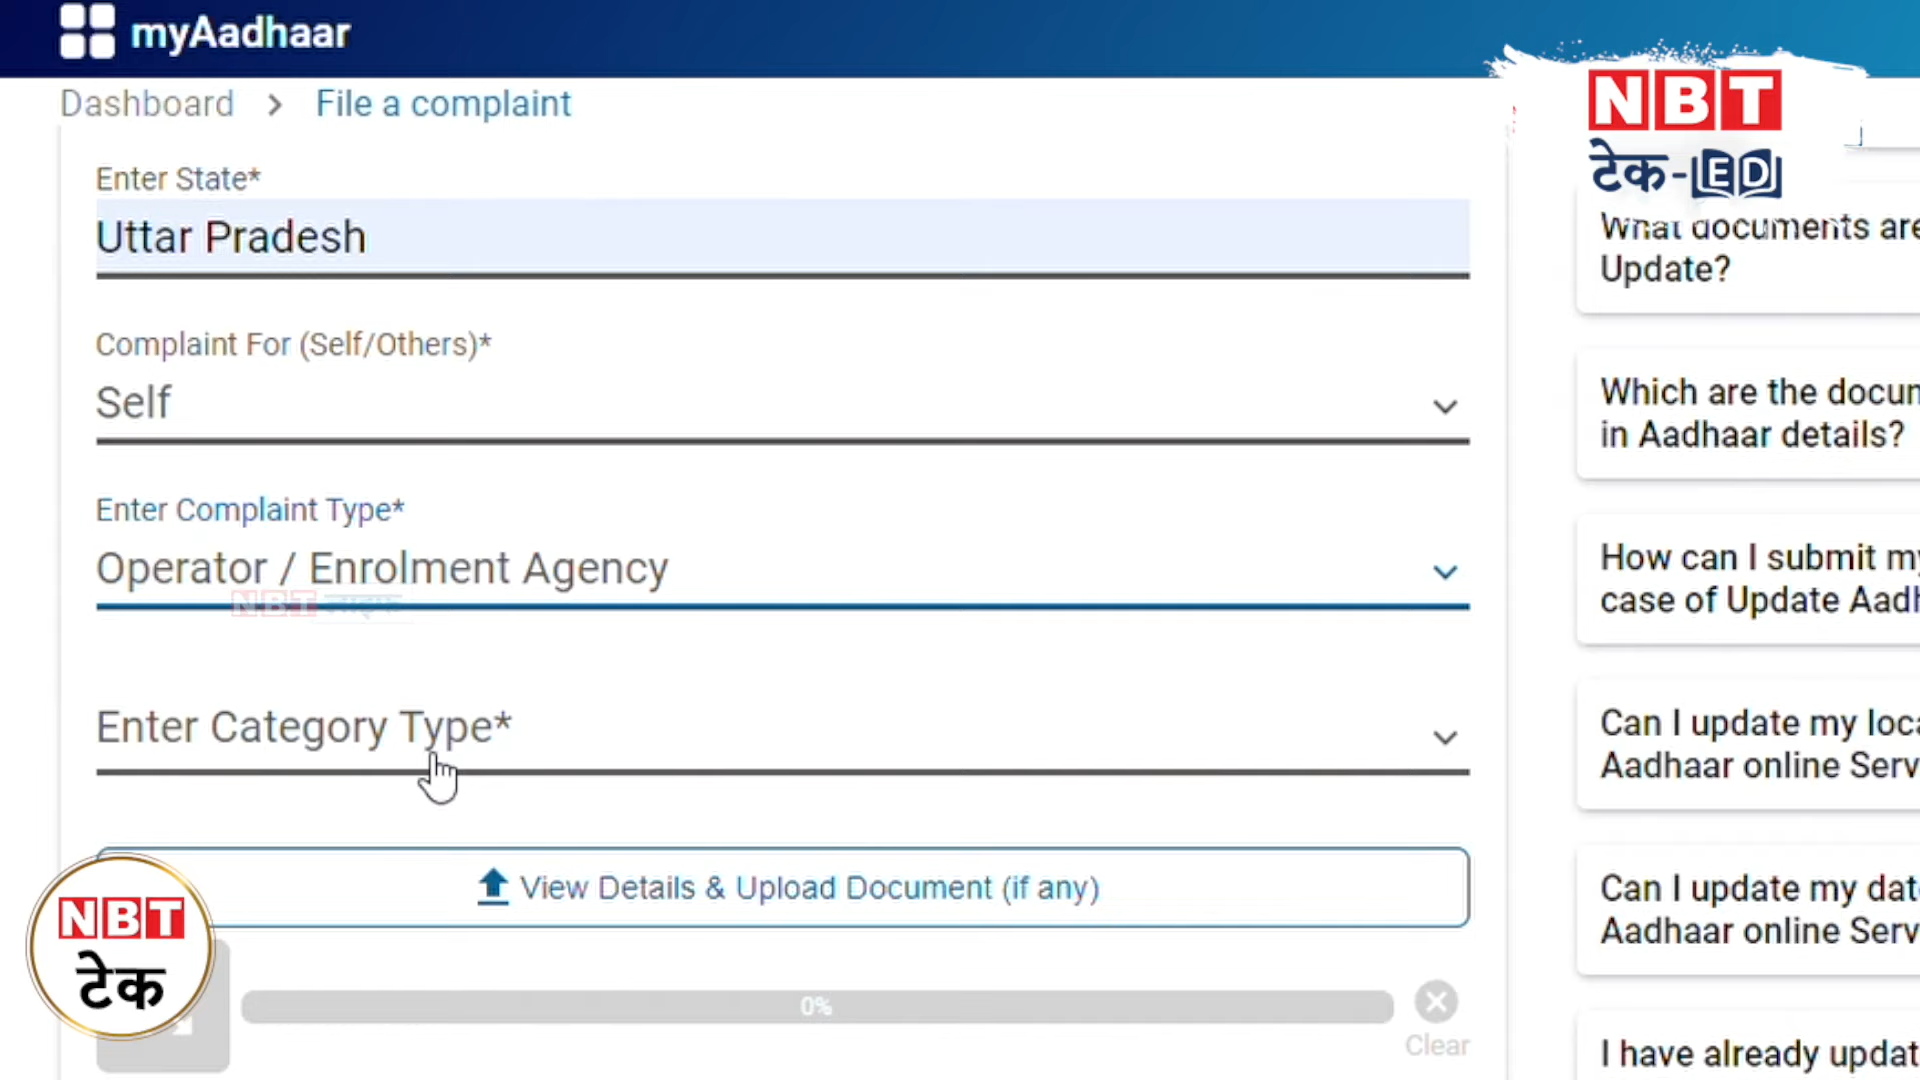 myAadhaar
Dashboard > File a complaint
NBT
टेक-ED
Enter State*
Uttar Pradesh
Complaint For (Self/Others)*
Self
Enter Complaint Type*
Operator / Enrolment Agency
NBT
Enter Category Type*
View Details & Upload Document (if any)
0%
Clear
NBT
टेक
What documents are
Update?
Which are the docum
in Aadhaar details?
How can I submit my
case of Update Aadh
Can I update my loca
Aadhaar online Serv
Can I update my dat
Aadhaar online Serv
I have already updat